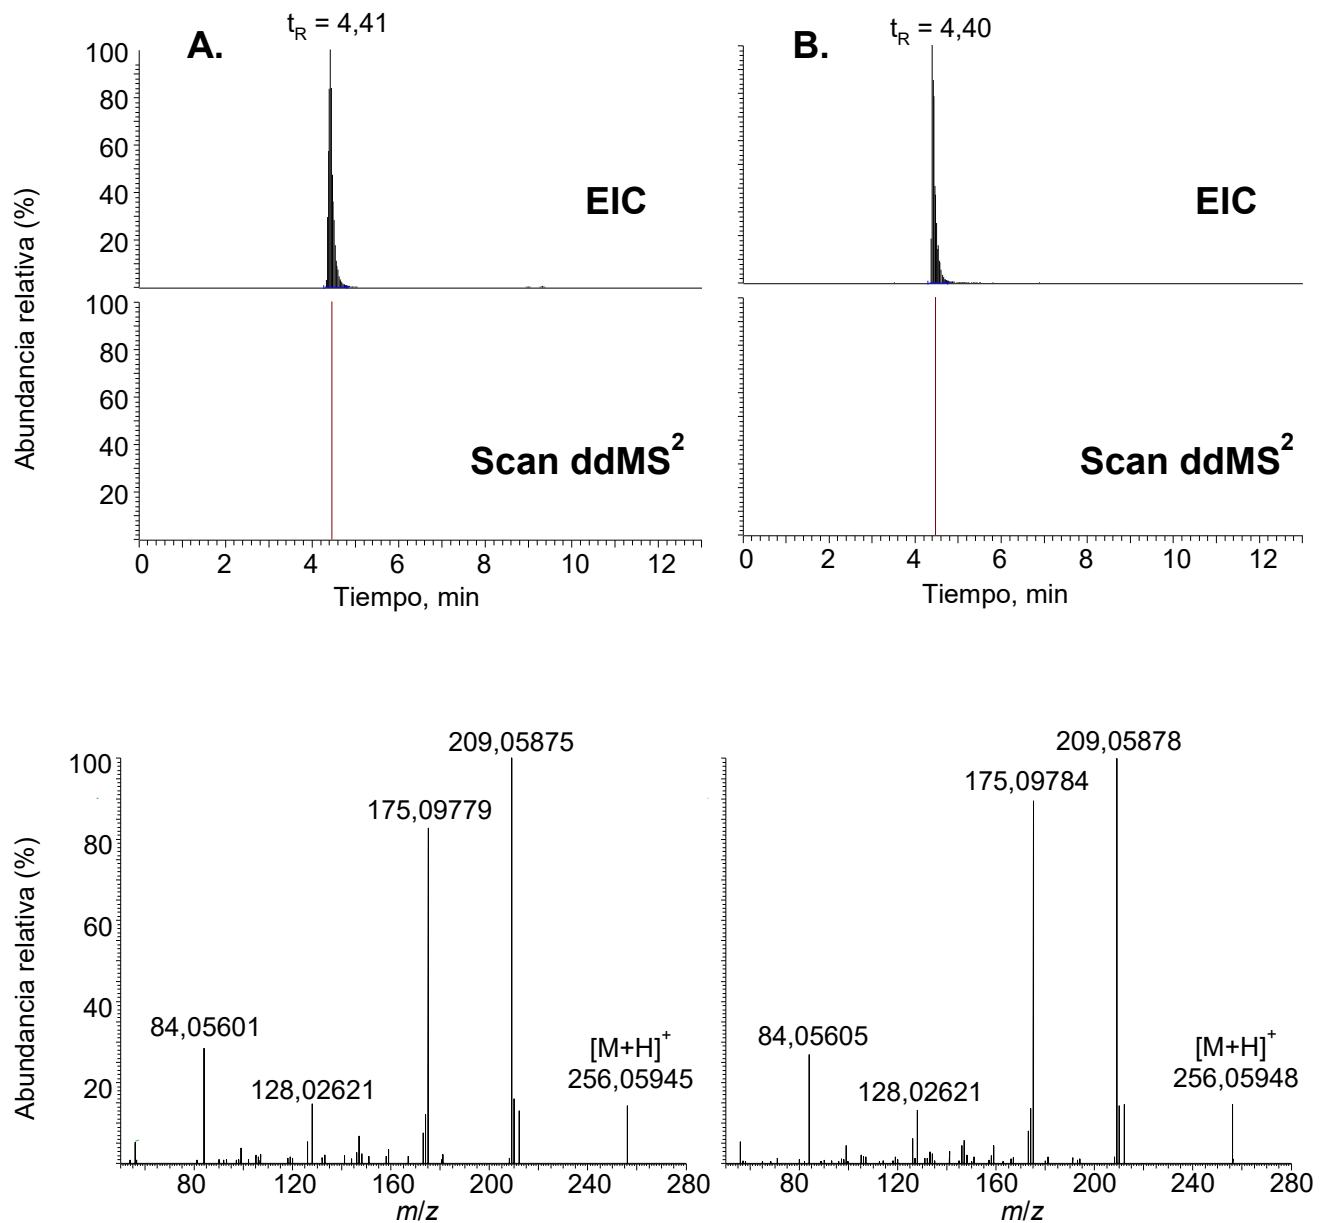 t_R = 4,41
A.
100
80
60
40
20
EIC
100
80
60
40
20
Scan ddMS²
0 2 4 6 8 10 12
Tiempo, min
Abundancia relativa (%)
t_R = 4,40
B.
EIC
Scan ddMS²
0 2 4 6 8 10 12
Tiempo, min
209,05875
100
175,09779
80
60
40
84,05601
[M+H]⁺
256,05945
128,02621
20
80 120 160 200 240 280
m/z
Abundancia relativa (%)
209,05878
175,09784
84,05605
[M+H]⁺
256,05948
128,02621
80 120 160 200 240 280
m/z